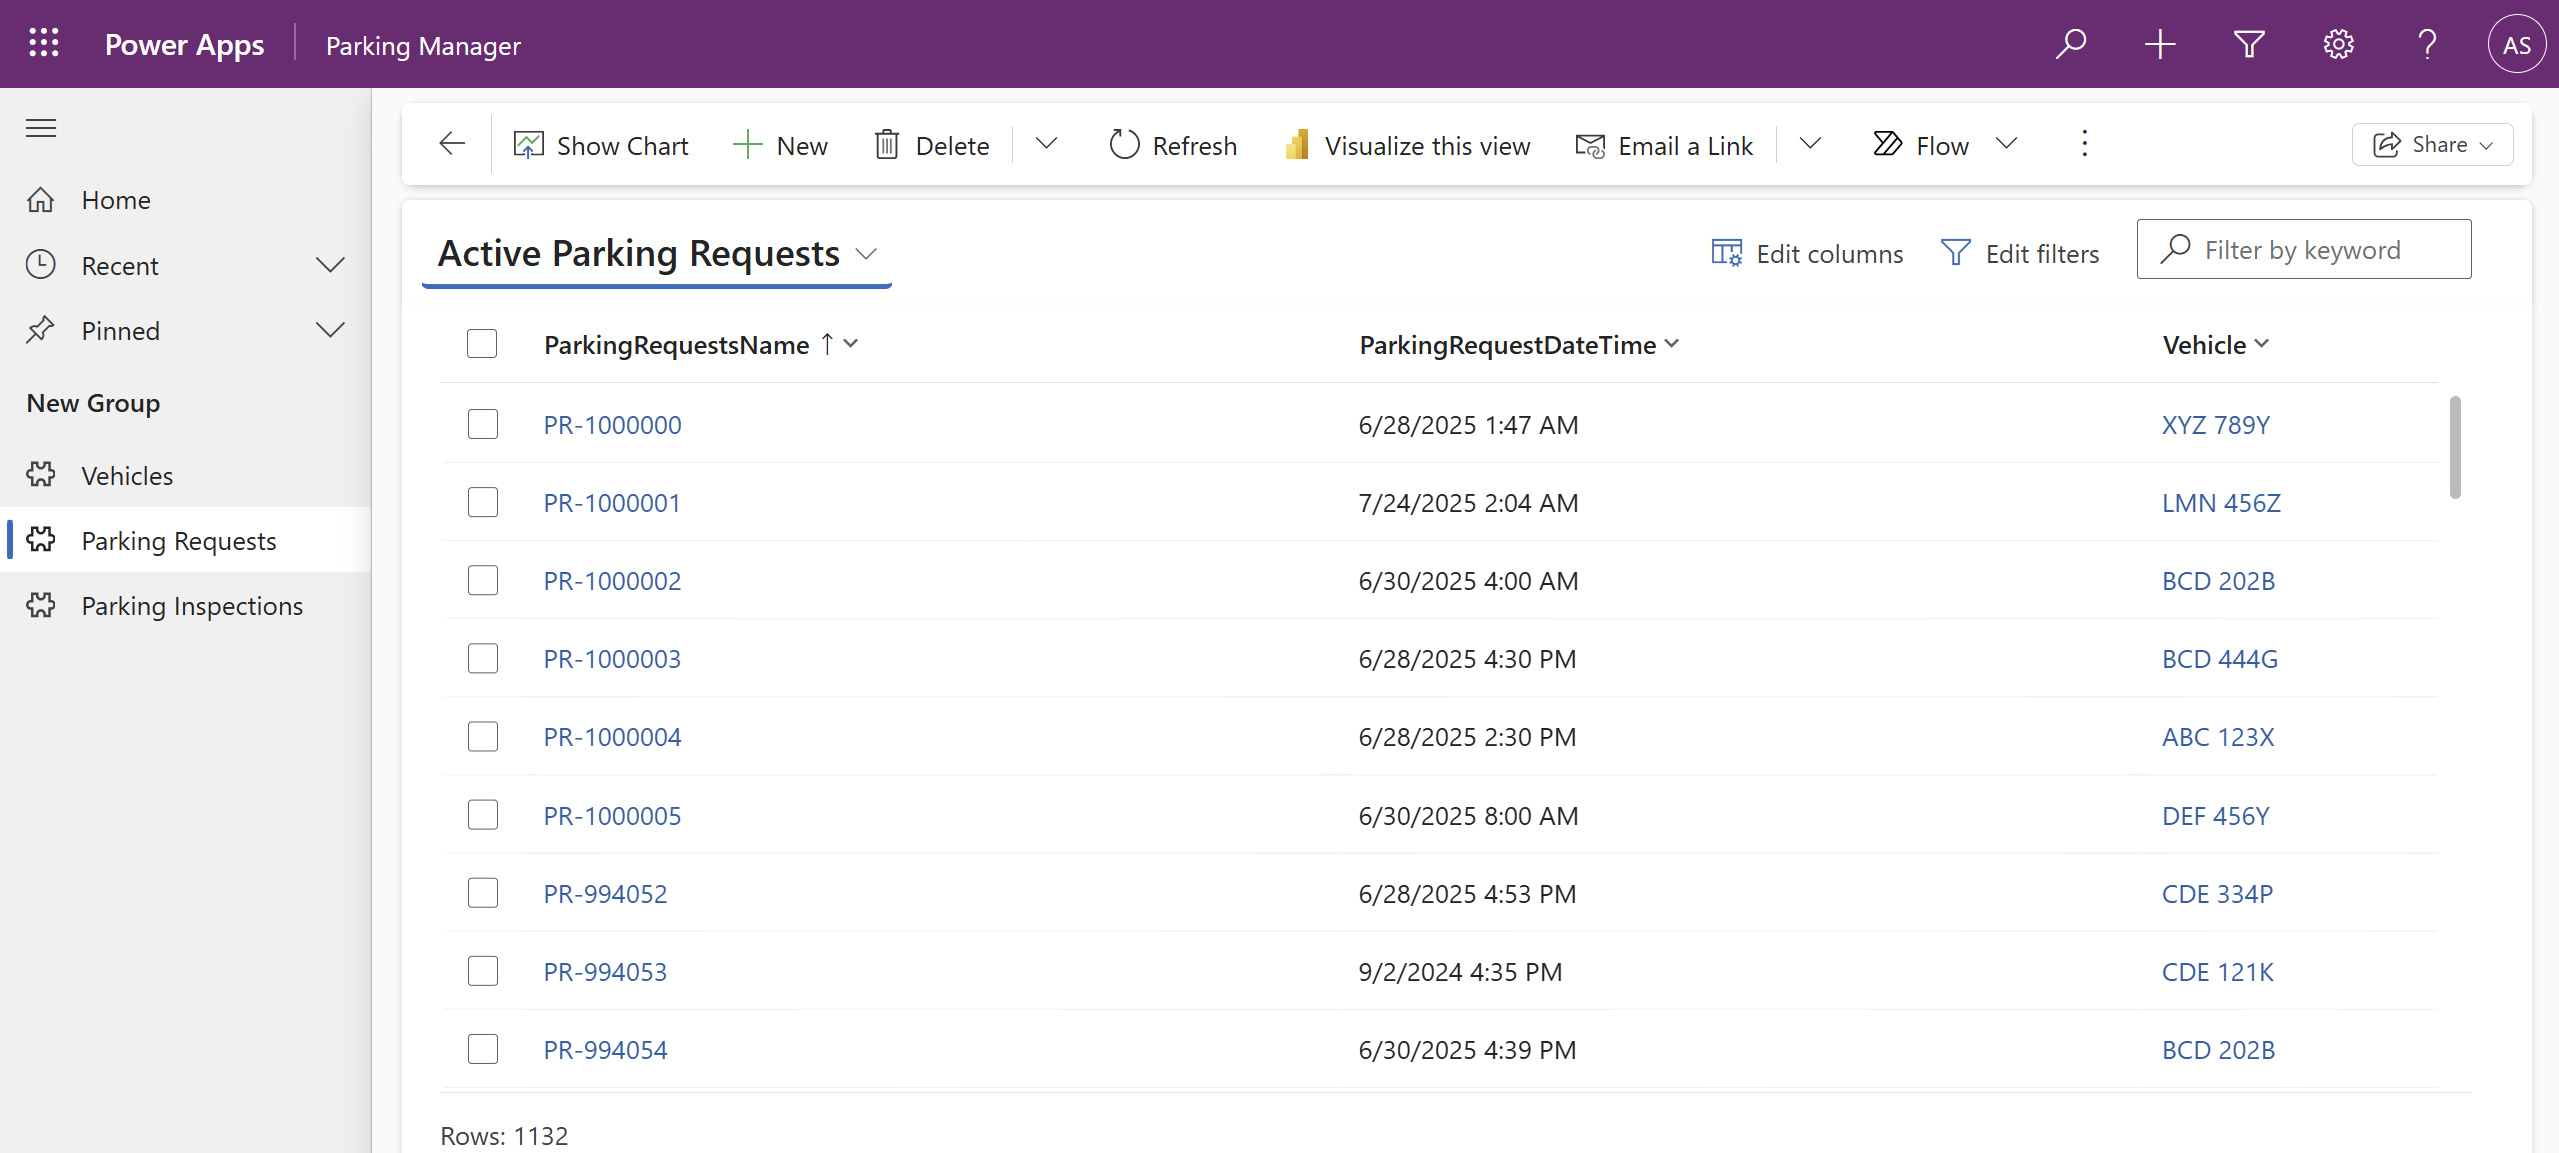 Power Apps Parking Manager AS
Show Chart New Delete Refresh Visualize this view Email a Link Flow Share
Home
Recent
Pinned
New Group
Vehicles
Parking Requests
Parking Inspections
Active Parking Requests Edit columns Edit filters Filter by keyword
ParkingRequestsName ↑ ParkingRequestDateTime Vehicle
PR-1000000 6/28/2025 1:47 AM XYZ 789Y
PR-1000001 7/24/2025 2:04 AM LMN 456Z
PR-1000002 6/30/2025 4:00 AM BCD 202B
PR-1000003 6/28/2025 4:30 PM BCD 444G
PR-1000004 6/28/2025 2:30 PM ABC 123X
PR-1000005 6/30/2025 8:00 AM DEF 456Y
PR-994052 6/28/2025 4:53 PM CDE 334P
PR-994053 9/2/2024 4:35 PM CDE 121K
PR-994054 6/30/2025 4:39 PM BCD 202B
Rows: 1132